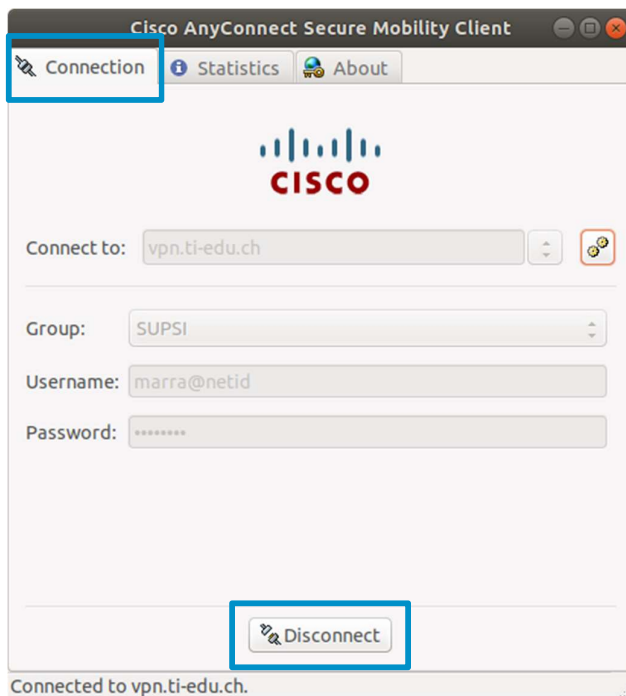 Cisco AnyConnect Secure Mobility Client
Connection Statistics About
CISCO
Connect to: vpn.ti-edu.ch
Group: SUPSI
Username: marra@netid
Password: ••••••••
Disconnect
Connected to vpn.ti-edu.ch.